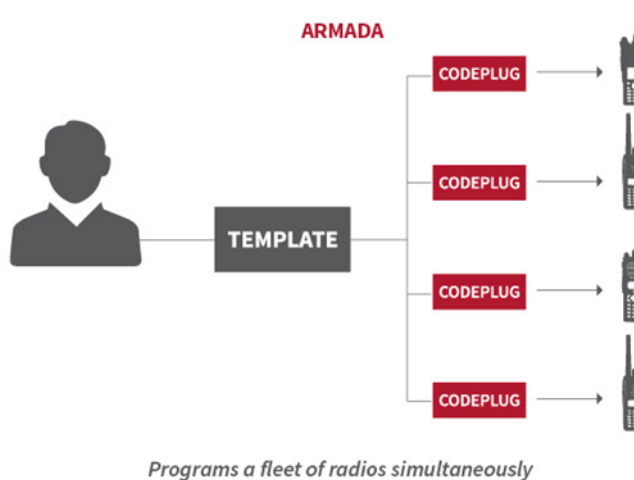 ARMADA
CODEPLUG
CODEPLUG
TEMPLATE
CODEPLUG
CODEPLUG
Programs a fleet of radios simultaneously